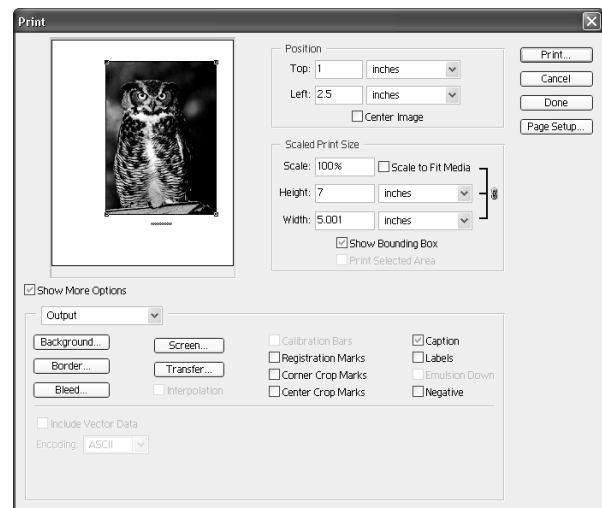 Print
Position
Top: 1 inches
Left: 2.5 inches
Center Image
Print...
Cancel
Done
Page Setup...
Scaled Print Size
Scale: 100% Scale to Fit Media
Height: 7 inches
Width: 5.001 inches
Show Bounding Box
Print Selected Area
Show More Options
Output
Background...
Border...
Bleed...
Screen...
Transfer...
Interpolation
Calibration Bars
Registration Marks
Corner Crop Marks
Center Crop Marks
Caption
Labels
Emulsion Down
Negative
Include Vector Data
Encoding: ASCII